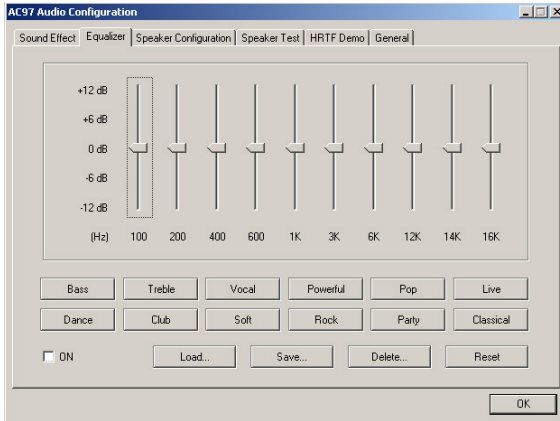 AC97 Audio Configuration
Sound Effect Equalizer Speaker Configuration Speaker Test HRTF Demo General
+12 dB
+6 dB
0 dB
-6 dB
-12 dB
(Hz) 100 200 400 600 1K 3K 6K 12K 14K 16K
Bass Treble Vocal Powerful Pop Live
Dance Club Soft Rock Party Classical
ON Load... Save... Delete... Reset
OK